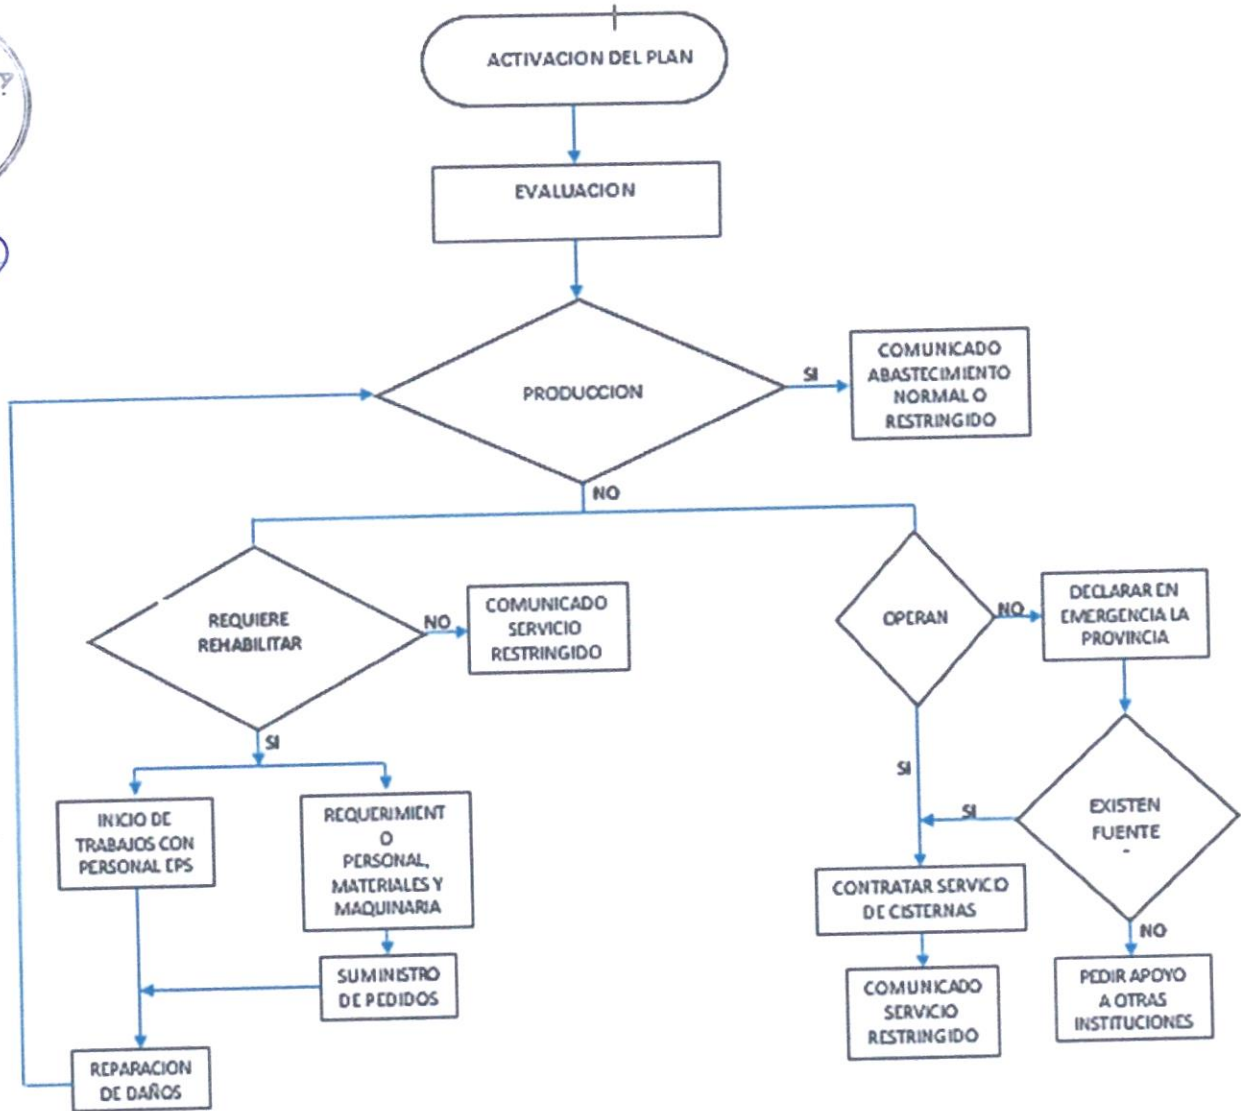 ACTIVACION DEL PLAN
EVALUACION
PRODUCCION
SI
COMUNICADO
ABASTECIMIENTO
NORMAL O
RESTRINGIDO
NO
REQUIERE
REHABILITAR
NO
COMUNICADO
SERVICIO
RESTRINGIDO
OPERAN
NO
DECLARAR EN
EMERGENCIA LA
PROVINCIA
SI
INICIO DE
TRABAJOS CON
PERSONAL EPS
REQUERIMIENT
O
PERSONAL,
MATERIALES Y
MAQUINARIA
SI
SI
EXISTEN
FUENTE
SUMINISTRO
DE PEDIDOS
CONTRATAR SERVICIO
DE CISTERNAS
NO
COMUNICADO
SERVICIO
RESTRINGIDO
PEDIR APOYO
A OTRAS
INSTITUCIONES
REPARACION
DE DAÑOS